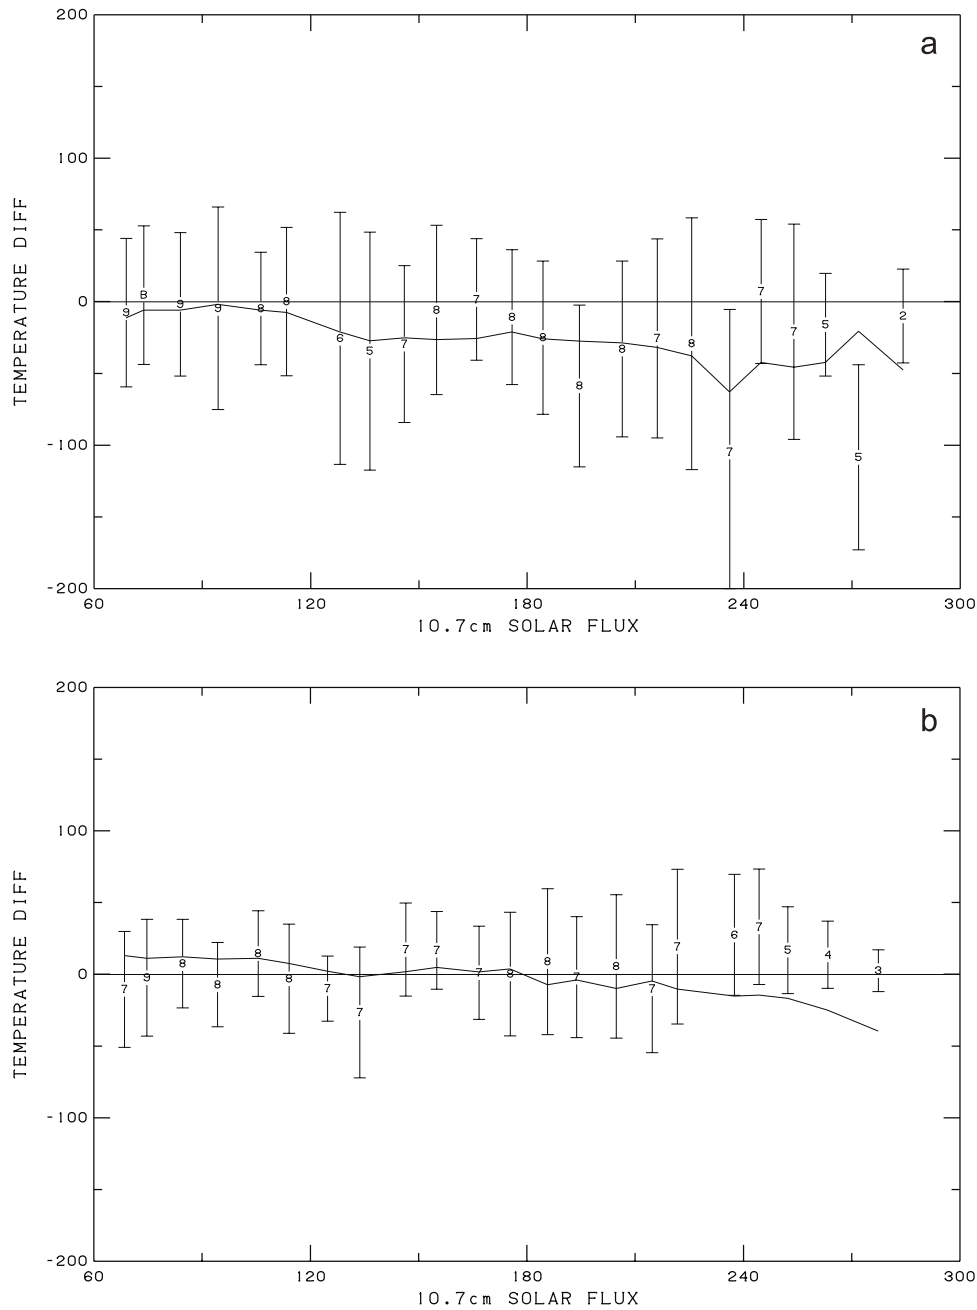 200
a
100
0
-100
-200
TEMPERATURE DIFF
9 B 9 9 8 8 6 5 7 8 7 8 8 8 8 7 8 7 7 7 5 5 2
60 120 180 240 300
10.7cm SOLAR FLUX
200
b
100
0
-100
-200
TEMPERATURE DIFF
7 9 8 8 8 8 7 7 7 7 7 8 8 7 8 7 7 6 7 5 4 3
60 120 180 240 300
10.7cm SOLAR FLUX